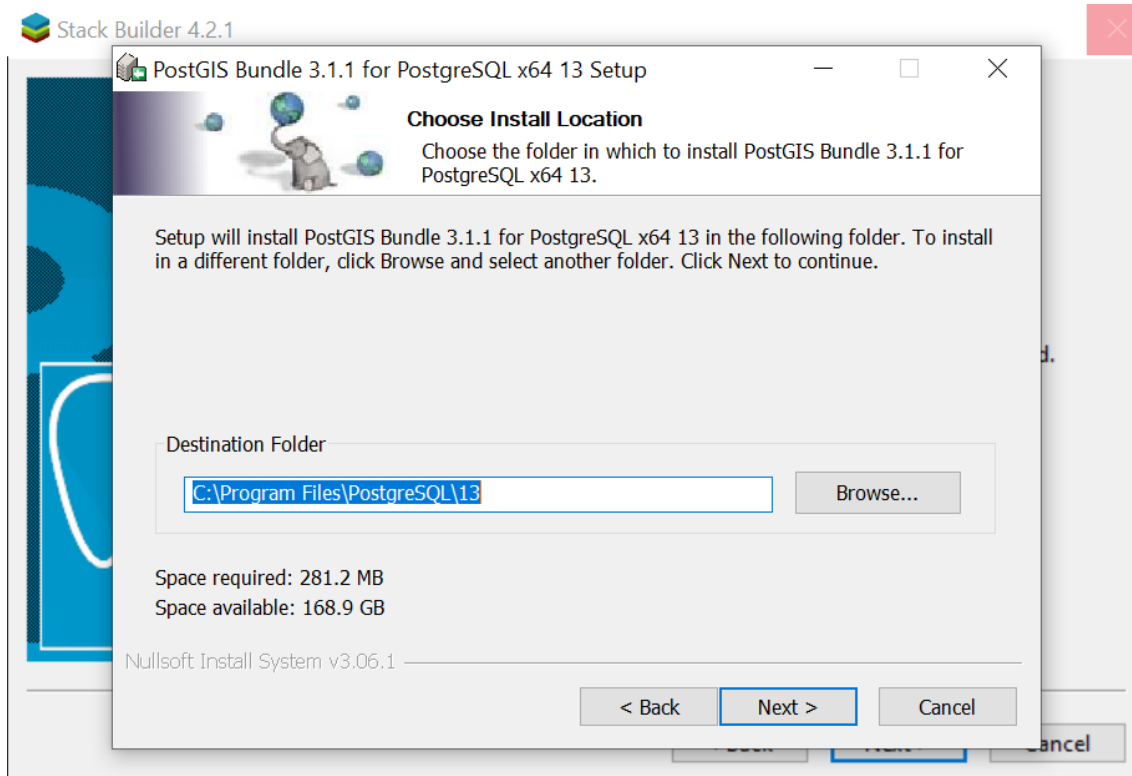 Stack Builder 4.2.1
PostGIS Bundle 3.1.1 for PostgreSQL x64 13 Setup
Choose Install Location
Choose the folder in which to install PostGIS Bundle 3.1.1 for
PostgreSQL x64 13.
Setup will install PostGIS Bundle 3.1.1 for PostgreSQL x64 13 in the following folder. To install
in a different folder, click Browse and select another folder. Click Next to continue.
Destination Folder
C:\Program Files\PostgreSQL\13
Browse...
Space required: 281.2 MB
Space available: 168.9 GB
Nullsoft Install System v3.06.1
< Back
Next >
Cancel